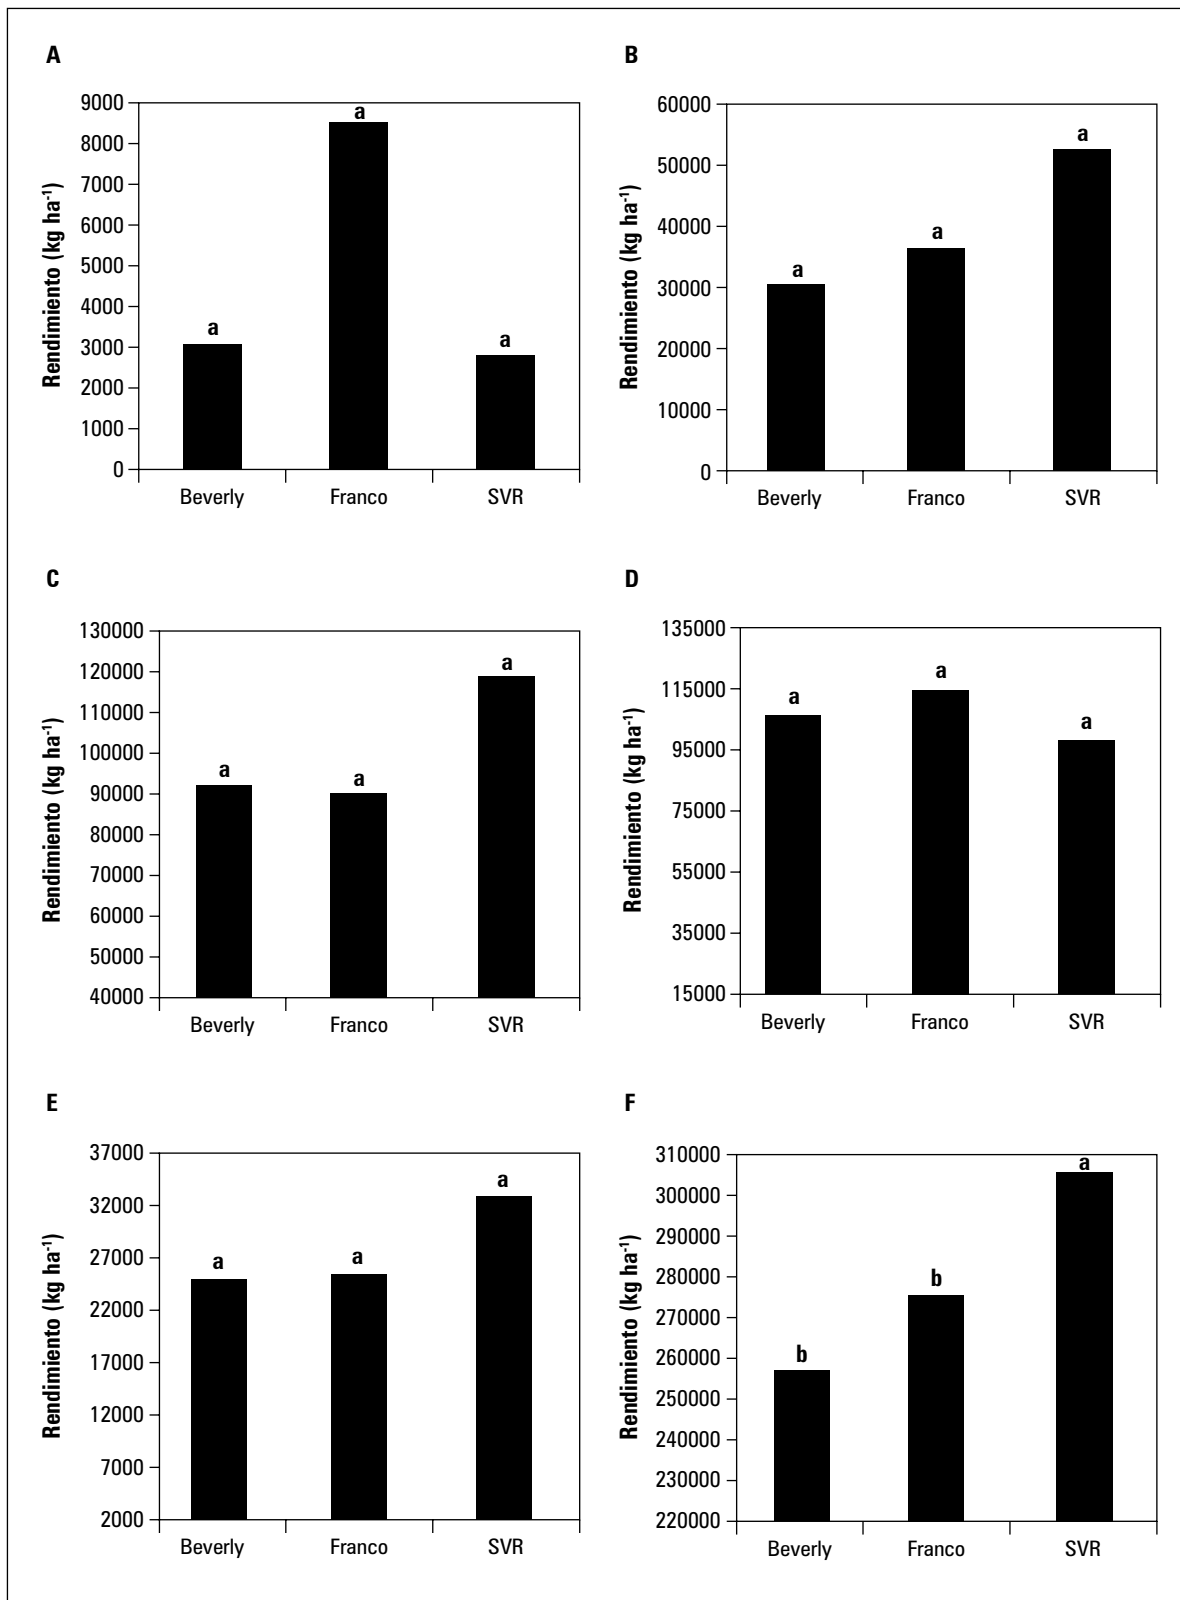 A
Rendimiento (kg ha-1)
9000
8000
7000
6000
5000
4000
3000
2000
1000
0
a
a
a
Beverly Franco SVR
B
Rendimiento (kg ha-1)
60000
50000
40000
30000
20000
10000
0
a
a
a
Beverly Franco SVR
C
Rendimiento (kg ha-1)
130000
120000
110000
100000
90000
80000
70000
60000
50000
40000
a
a
a
Beverly Franco SVR
D
Rendimiento (kg ha-1)
135000
115000
95000
75000
55000
35000
15000
a
a
a
Beverly Franco SVR
E
Rendimiento (kg ha-1)
37000
32000
27000
22000
17000
12000
7000
2000
a
a
a
Beverly Franco SVR
F
Rendimiento (kg ha-1)
310000
300000
290000
280000
270000
260000
250000
240000
230000
220000
b
b
a
Beverly Franco SVR